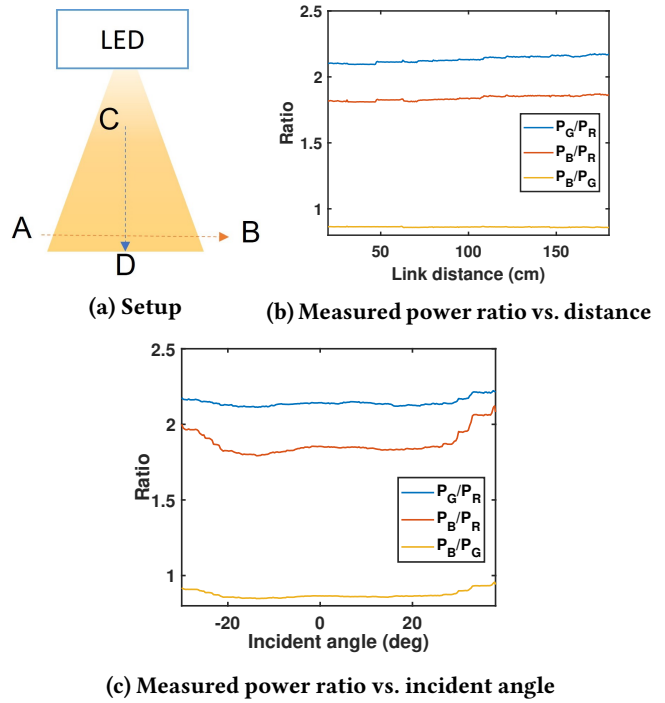 LED
C
A
B
D
(a) Setup
2.5
2
1.5
1
Ratio
P_G/P_R
P_B/P_R
P_B/P_G
50 100 150
Link distance (cm)
(b) Measured power ratio vs. distance
2.5
2
1.5
1
Ratio
P_G/P_R
P_B/P_R
P_B/P_G
-20 0 20
Incident angle (deg)
(c) Measured power ratio vs. incident angle